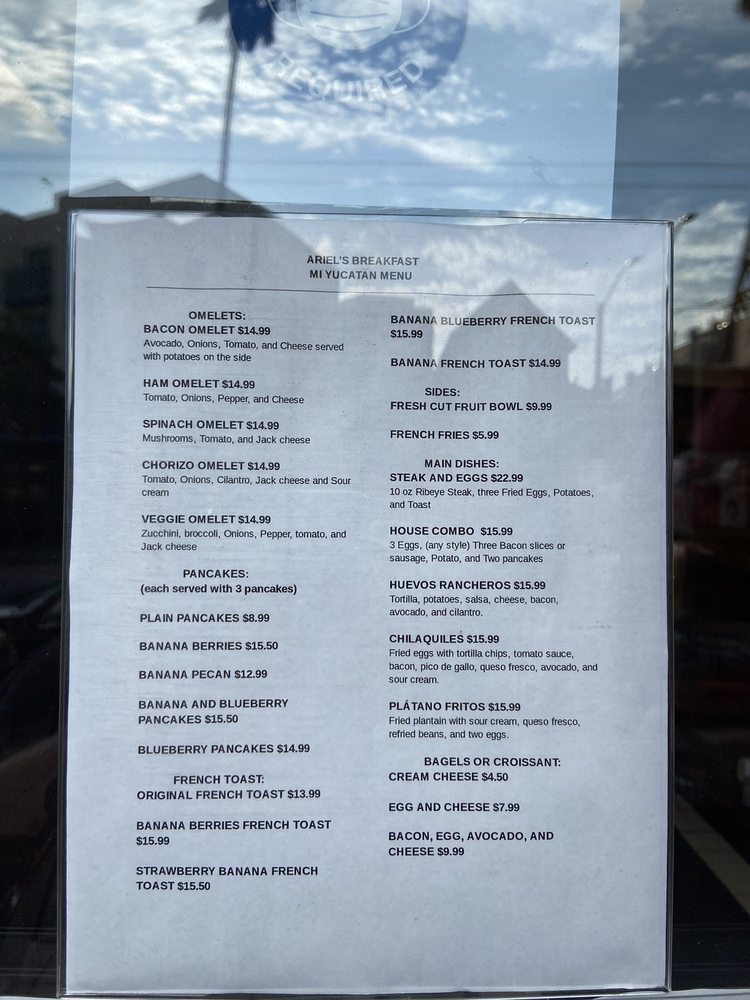 REQUIRED
ARIEL'S BREAKFAST
MI YUCATAN MENU
OMELETS:
BACON OMELET $14.99
Avocado, Onions, Tomato, and Cheese served
with potatoes on the side
HAM OMELET $14.99
Tomato, Onions, Pepper, and Cheese
SPINACH OMELET $14.99
Mushrooms, Tomato, and Jack cheese
CHORIZO OMELET $14.99
Tomato, Onions, Cilantro, Jack cheese and Sour
cream
VEGGIE OMELET $14.99
Zucchini, broccoli, Onions, Pepper, tomato, and
Jack cheese
PANCAKES:
(each served with 3 pancakes)
PLAIN PANCAKES $8.99
BANANA BERRIES $15.50
BANANA PECAN $12.99
BANANA AND BLUEBERRY
PANCAKES $15.50
BLUEBERRY PANCAKES $14.99
FRENCH TOAST:
ORIGINAL FRENCH TOAST $13.99
BANANA BERRIES FRENCH TOAST
$15.99
STRAWBERRY BANANA FRENCH
TOAST $15.50
BANANA BLUEBERRY FRENCH TOAST
$15.99
BANANA FRENCH TOAST $14.99
SIDES:
FRESH CUT FRUIT BOWL $9.99
FRENCH FRIES $5.99
MAIN DISHES:
STEAK AND EGGS $22.99
10 oz Ribeye Steak, three Fried Eggs, Potatoes,
and Toast
HOUSE COMBO $15.99
3 Eggs, (any style) Three Bacon slices or
sausage, Potato, and Two pancakes
HUEVOS RANCHEROS $15.99
Tortilla, potatoes, salsa, cheese, bacon,
avocado, and cilantro.
CHILAQUILES $15.99
Fried eggs with tortilla chips, tomato sauce,
bacon, pico de gallo, queso fresco, avocado, and
sour cream.
PLÁTANO FRITOS $15.99
Fried plantain with sour cream, queso fresco,
refried beans, and two eggs.
BAGELS OR CROISSANT:
CREAM CHEESE $4.50
EGG AND CHEESE $7.99
BACON, EGG, AVOCADO, AND
CHEESE $9.99